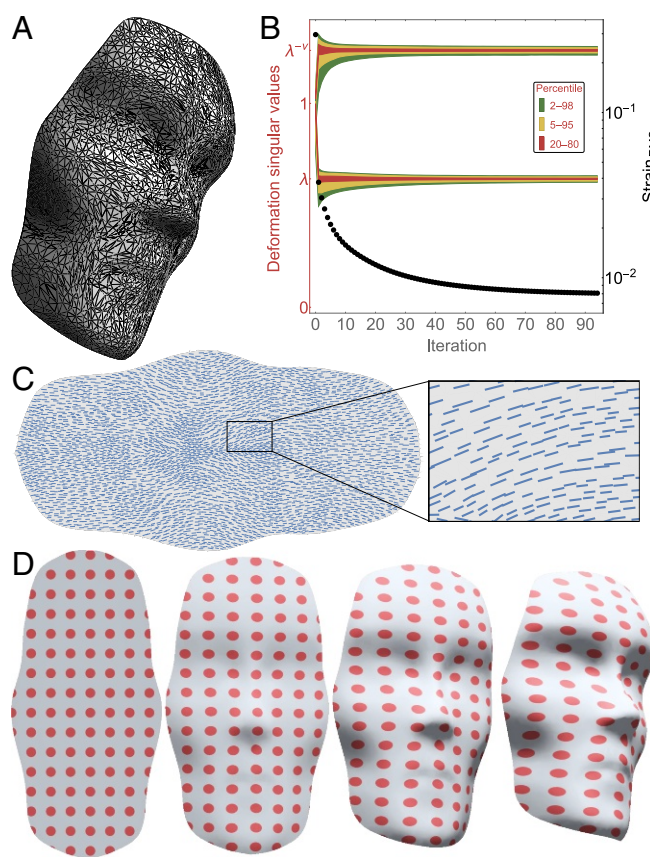 A
B
Deformation singular values
λ⁻ᵛ
1
λ
0
Percentile
2–98
5–95
20–80
10⁻¹
10⁻²
0 10 20 30 40 50 60 70 80 90
Iteration
C
D